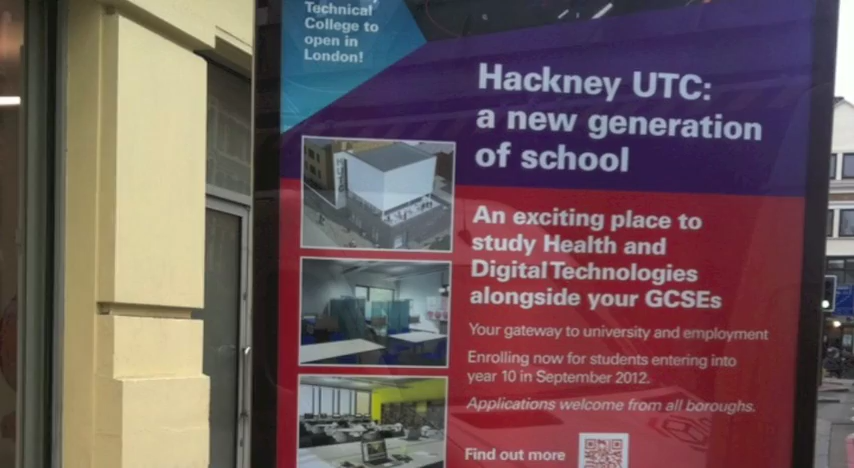 Technical
College to
open in
London!
Hackney UTC:
a new generation
of school
An exciting place to
study Health and
Digital Technologies
alongside your GCSEs
Your gateway to university and employment
Enrolling now for students entering into
year 10 in September 2012.
Applications welcome from all boroughs.
Find out more